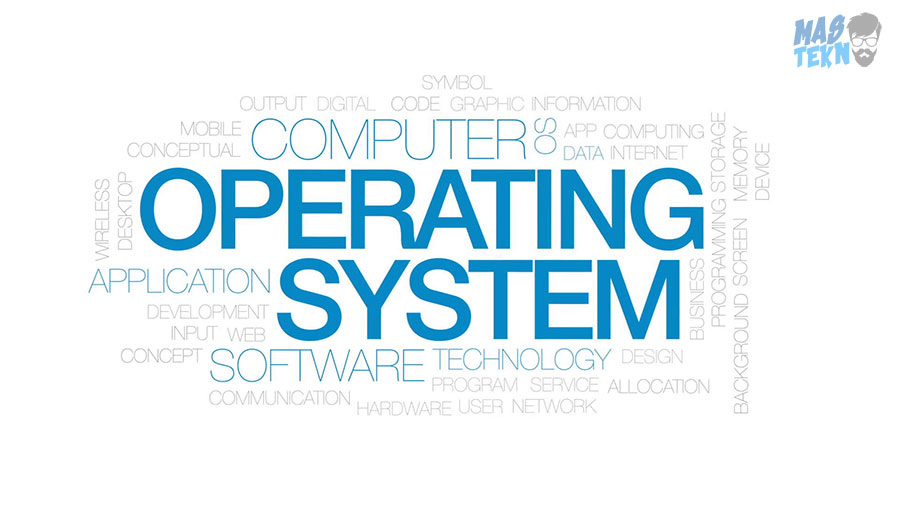 MAS
TEKNO
SYMBOL
OUTPUT DIGITAL CODE GRAPHIC INFORMATION
MOBILE COMPUTER OS APP COMPUTING
CONCEPTUAL DATA INTERNET
WIRELESS
DESKTOP
OPERATING
STORAGE
PROGRAMMING
MEMORY
DEVICE
APPLICATION SYSTEM
BUSINESS
SCREEN
BACKGROUND
DEVELOPMENT
INPUT WEB
CONCEPT SOFTWARE TECHNOLOGY DESIGN
PROGRAM SERVICE ALLOCATION
COMMUNICATION HARDWARE USER NETWORK